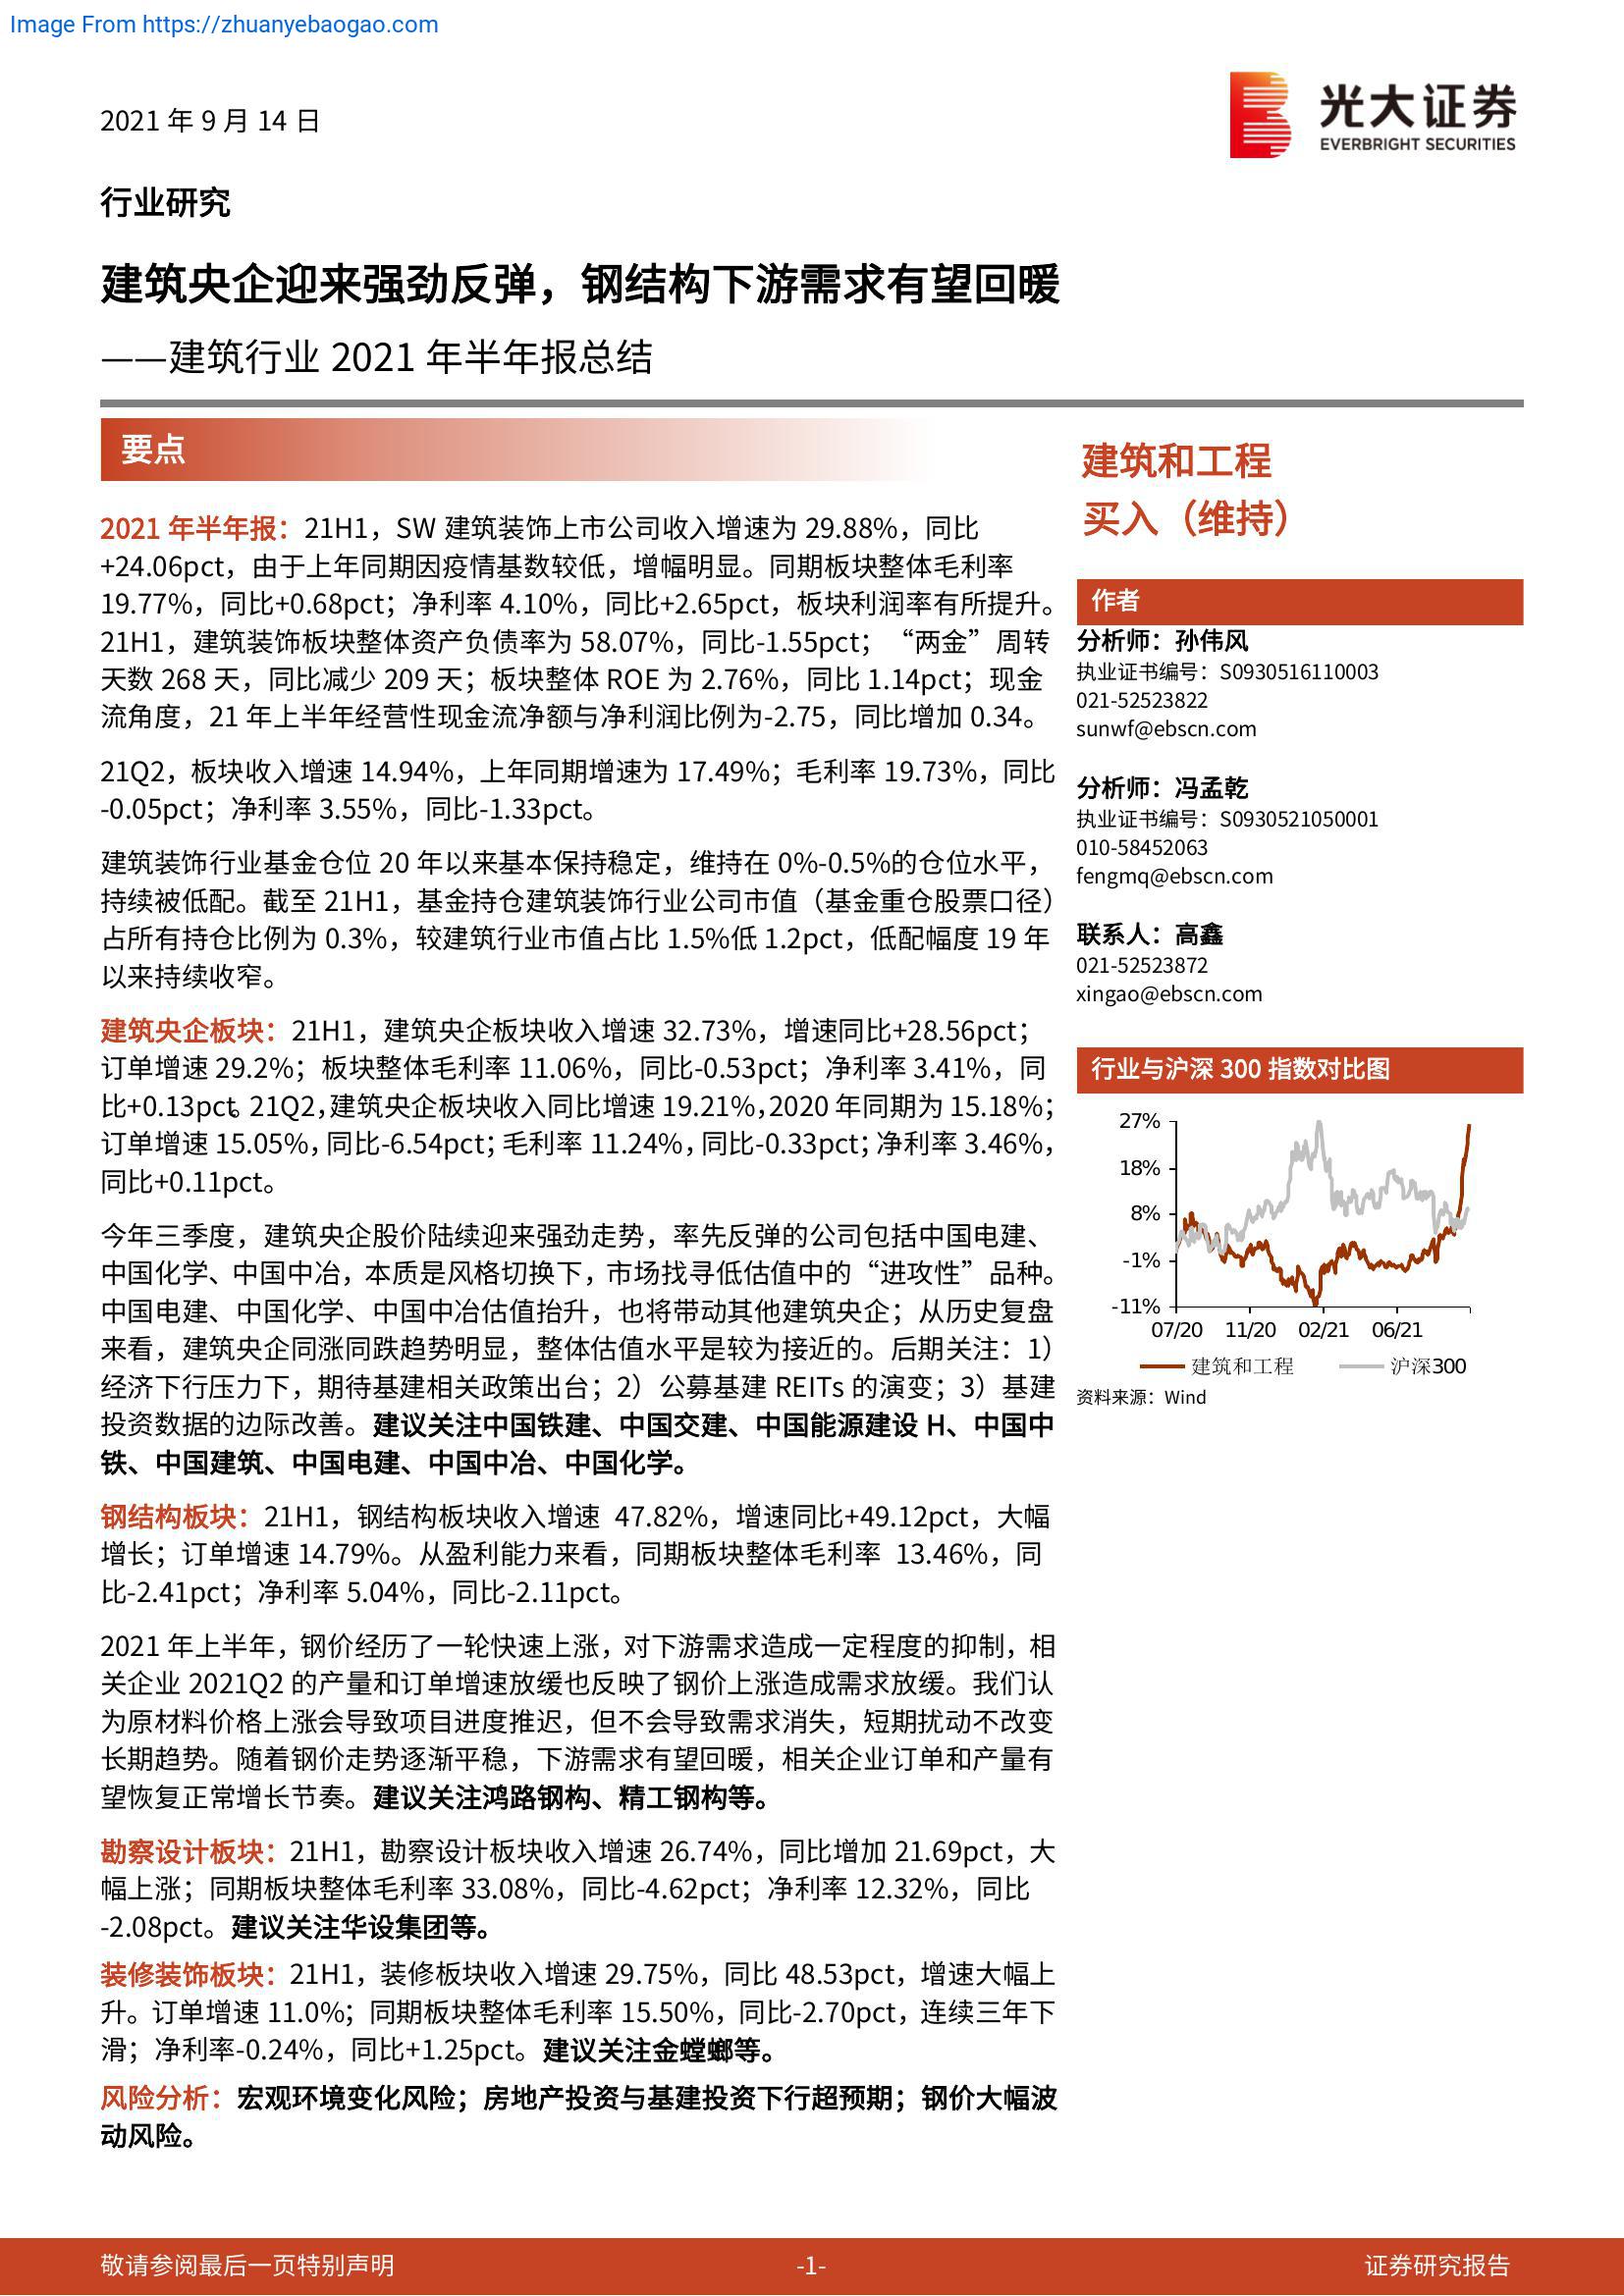 Image From https://zhuanyebaogao.com
2021 年 9 月 14 日
光大证券
EVERBRIGHT SECURITIES
行业研究
建筑央企迎来强劲反弹，钢结构下游需求有望回暖
——建筑行业 2021 年半年报总结
要点
2021 年半年报：21H1，SW 建筑装饰上市公司收入增速为 29.88%，同比
+24.06pct，由于上年同期因疫情基数较低，增幅明显。同期板块整体毛利率
19.77%，同比+0.68pct；净利率 4.10%，同比+2.65pct，板块利润率有所提升。
21H1，建筑装饰板块整体资产负债率为 58.07%，同比-1.55pct；“两金”周转
天数 268 天，同比减少 209 天；板块整体 ROE 为 2.76%，同比 1.14pct；现金
流角度，21 年上半年经营性现金流净额与净利润比例为-2.75，同比增加 0.34。
21Q2，板块收入增速 14.94%，上年同期增速为 17.49%；毛利率 19.73%，同比
-0.05pct；净利率 3.55%，同比-1.33pct。
建筑装饰行业基金仓位 20 年以来基本保持稳定，维持在 0%-0.5%的仓位水平，
持续被低配。截至 21H1，基金持仓建筑装饰行业公司市值（基金重仓股票口径）
占所有持仓比例为 0.3%，较建筑行业市值占比 1.5%低 1.2pct，低配幅度 19 年
以来持续收窄。
建筑央企板块：21H1，建筑央企板块收入增速 32.73%，增速同比+28.56pct；
订单增速 29.2%；板块整体毛利率 11.06%，同比-0.53pct；净利率 3.41%，同
比+0.13pct。21Q2，建筑央企板块收入同比增速 19.21%，2020 年同期为 15.18%；
订单增速 15.05%，同比-6.54pct；毛利率 11.24%，同比-0.33pct；净利率 3.46%，
同比+0.11pct。
今年三季度，建筑央企股价陆续迎来强劲走势，率先反弹的公司包括中国电建、
中国化学、中国中冶，本质是风格切换下，市场找寻低估值中的“进攻性”品种。
中国电建、中国化学、中国中冶估值抬升，也将带动其他建筑央企；从历史复盘
来看，建筑央企同涨同跌趋势明显，整体估值水平是较为接近的。后期关注：1）
经济下行压力下，期待基建相关政策出台；2）公募基建 REITs 的演变；3）基建
投资数据的边际改善。建议关注中国铁建、中国交建、中国能源建设 H、中国中
铁、中国建筑、中国电建、中国中冶、中国化学。
钢结构板块：21H1，钢结构板块收入增速 47.82%，增速同比+49.12pct，大幅
增长；订单增速 14.79%。从盈利能力来看，同期板块整体毛利率 13.46%，同
比-2.41pct；净利率 5.04%，同比-2.11pct。
2021 年上半年，钢价经历了一轮快速上涨，对下游需求造成一定程度的抑制，相
关企业 2021Q2 的产量和订单增速放缓也反映了钢价上涨造成需求放缓。我们认
为原材料价格上涨会导致项目进度推迟，但不会导致需求消失，短期扰动不改变
长期趋势。随着钢价走势逐渐平稳，下游需求有望回暖，相关企业订单和产量有
望恢复正常增长节奏。建议关注鸿路钢构、精工钢构等。
勘察设计板块：21H1，勘察设计板块收入增速 26.74%，同比增加 21.69pct，大
幅上涨；同期板块整体毛利率 33.08%，同比-4.62pct；净利率 12.32%，同比
-2.08pct。建议关注华设集团等。
装修装饰板块：21H1，装修板块收入增速 29.75%，同比 48.53pct，增速大幅上
升。订单增速 11.0%；同期板块整体毛利率 15.50%，同比-2.70pct，连续三年下
滑；净利率-0.24%，同比+1.25pct。建议关注金螳螂等。
风险分析：宏观环境变化风险；房地产投资与基建投资下行超预期；钢价大幅波
动风险。
建筑和工程
买入（维持）
作者
分析师：孙伟风
执业证书编号：S0930516110003
021-52523822
sunwf@ebscn.com
分析师：冯孟乾
执业证书编号：S0930521050001
010-58452063
fengmq@ebscn.com
联系人：高鑫
021-52523872
xingao@ebscn.com
行业与沪深 300 指数对比图
27%
18%
8%
-1%
-11%
07/20 11/20 02/21 06/21
建筑和工程 沪深300
资料来源：Wind
敬请参阅最后一页特别声明 -1- 证券研究报告